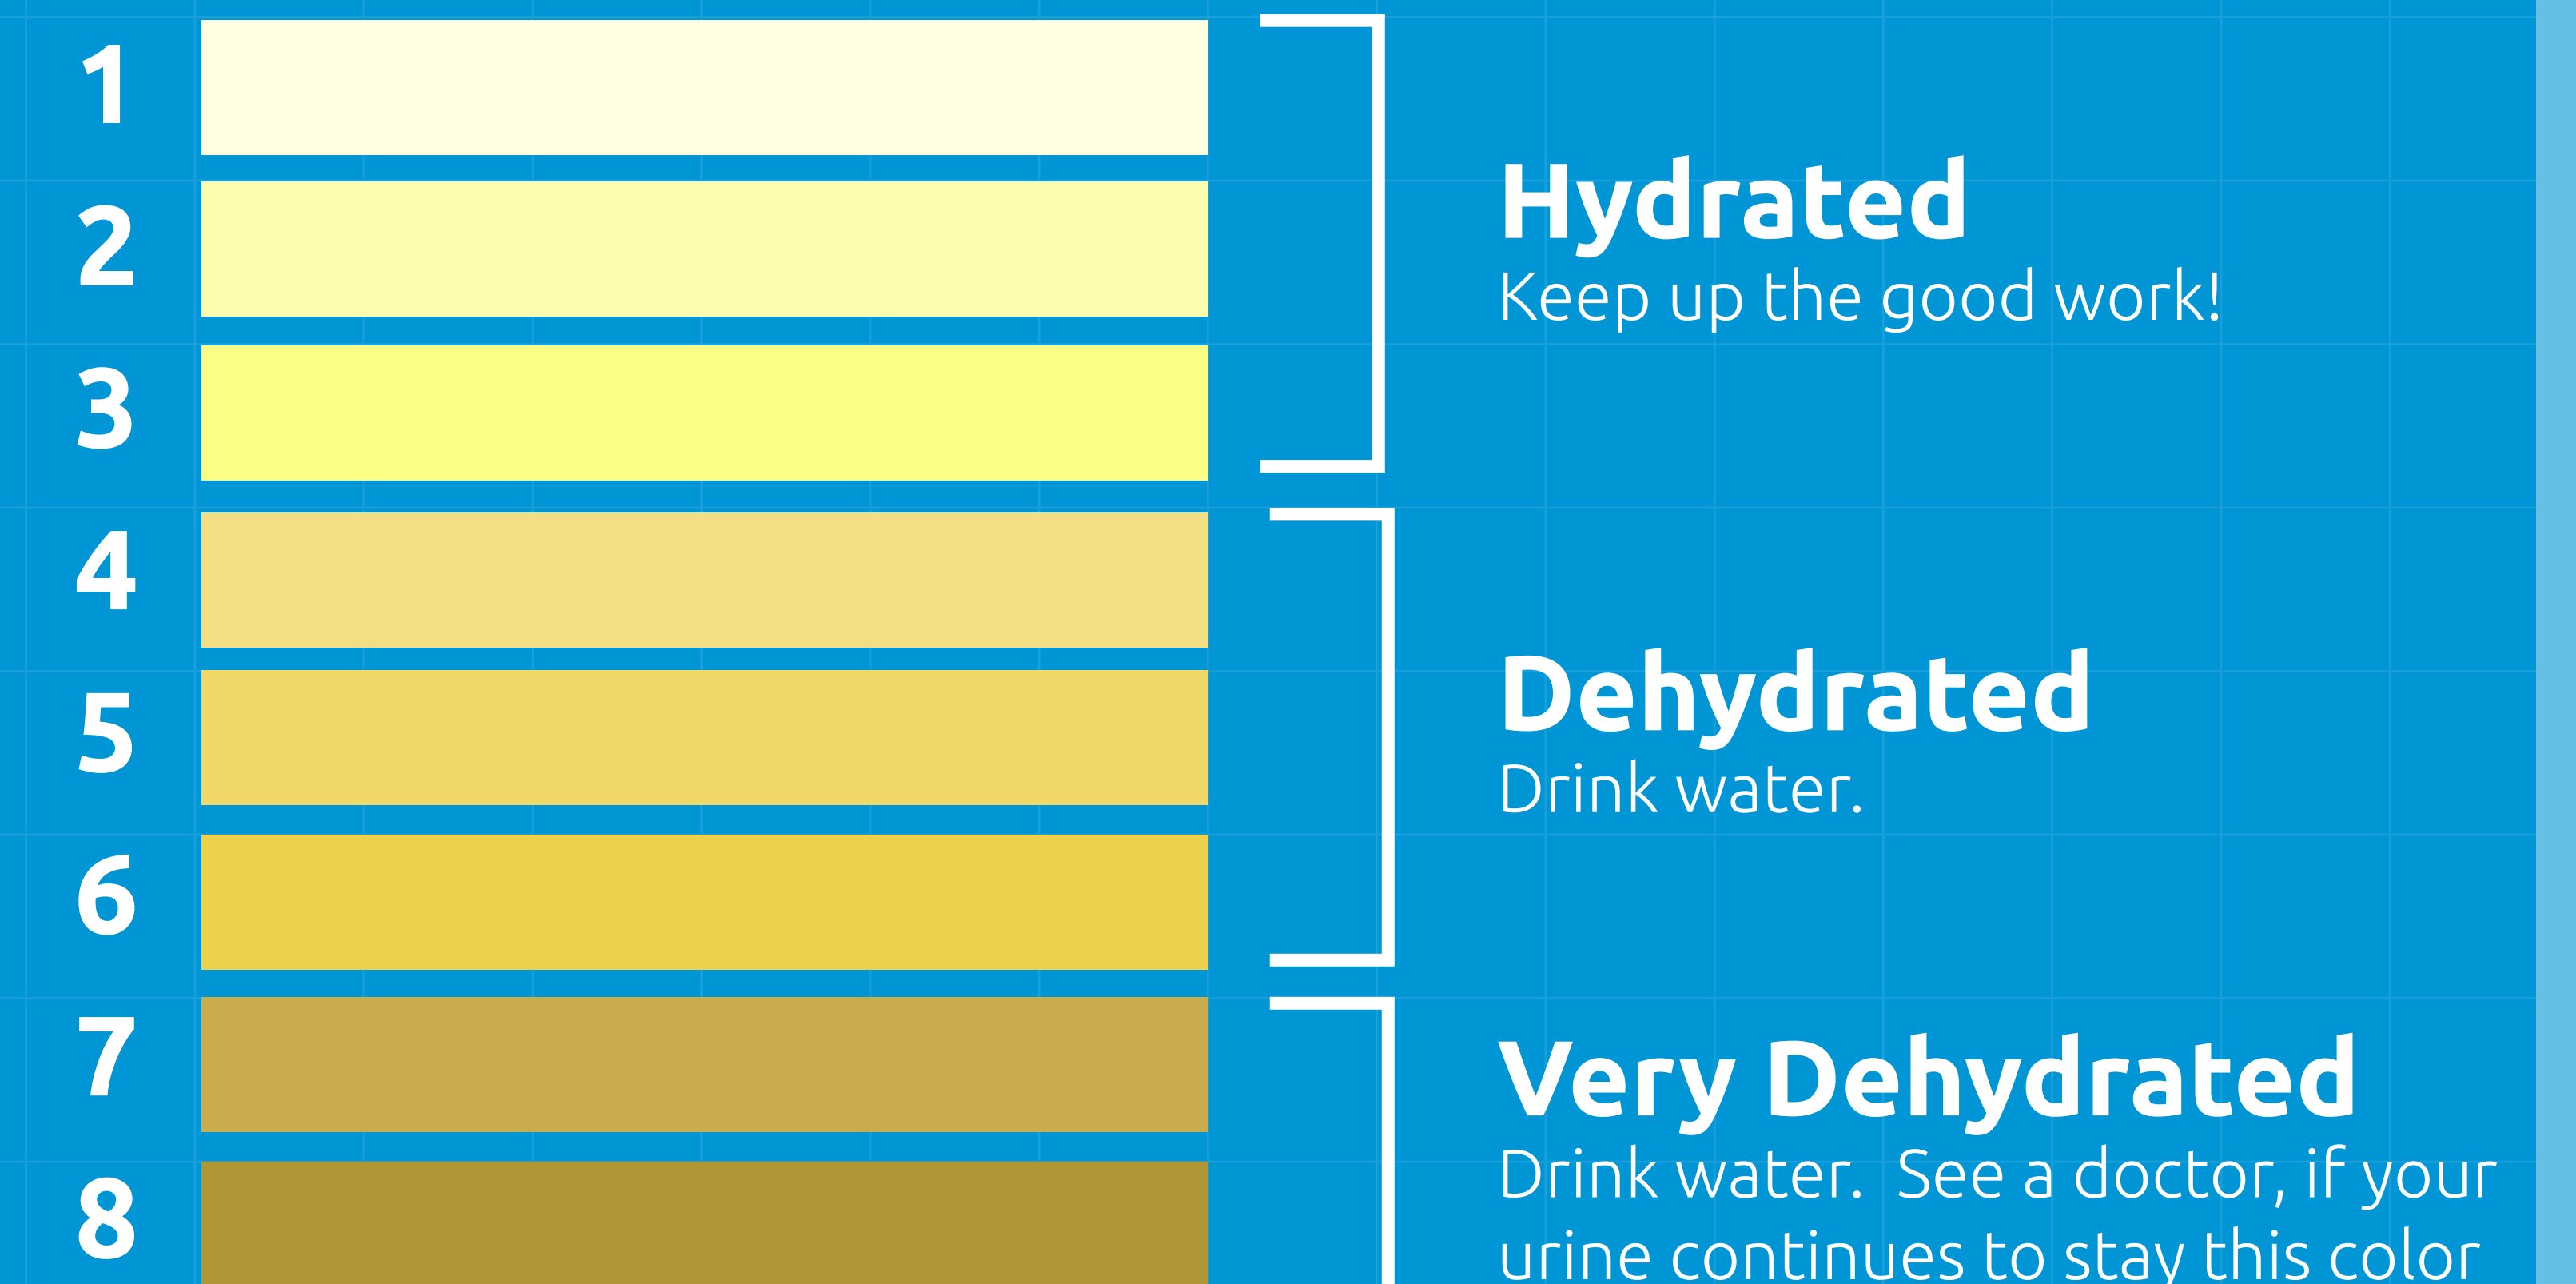 1
2
3
4
5
6
7
8
Hydrated
Keep up the good work!
Dehydrated
Drink water.
Very Dehydrated
Drink water.  See a doctor, if your
urine continues to stay this color